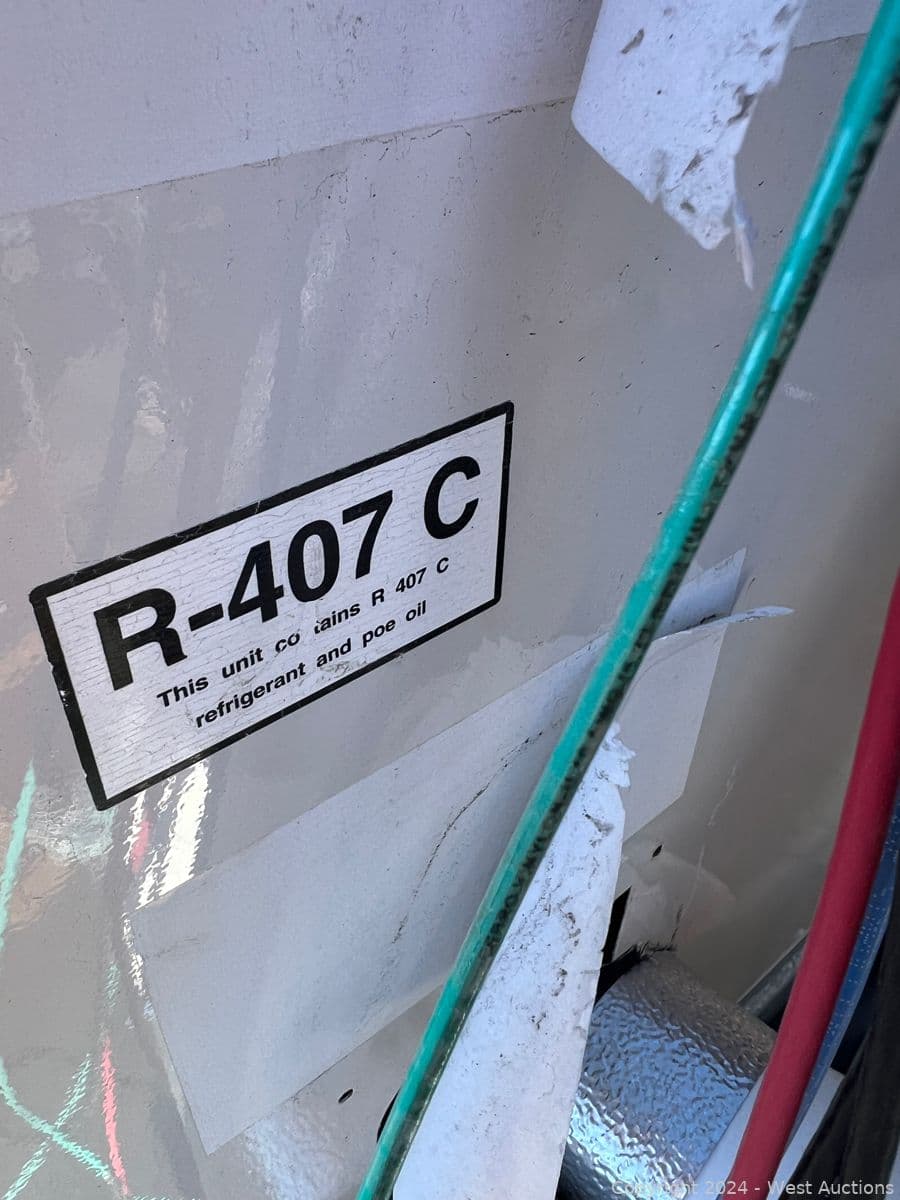 R-407 C
This unit co tains R 407 C
refrigerant and poe oil
Copyright 2024 - West Auctions